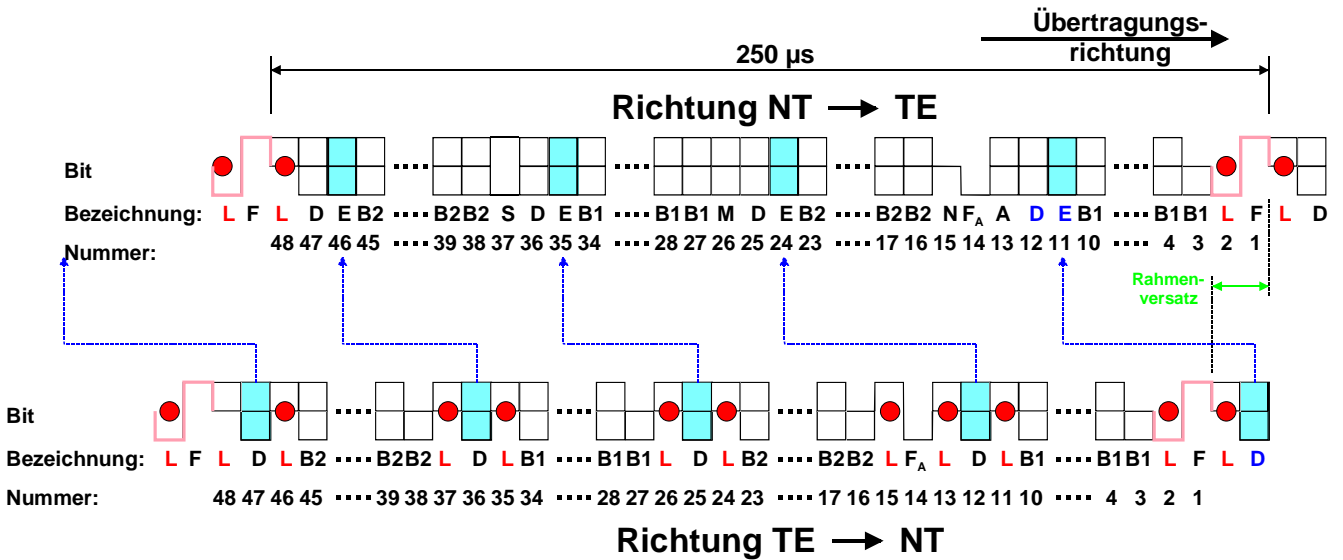 Übertragungs-
richtung
250 µs
Richtung NT TE
Bit
Bezeichnung: L F L D E B2 B2 B2 S D E B1 B1 B1 M D E B2 B2 B2 N FA A D E B1 B1 B1 L F L D
Nummer: 48 47 46 45 39 38 37 36 35 34 28 27 26 25 24 23 17 16 15 14 13 12 11 10 4 3 2 1
Rahmen-
versatz
Bit
Bezeichnung: L F L D L B2 B2 B2 L D L B1 B1 B1 L D L B2 B2 B2 L FA L D L B1 B1 B1 L F L D
Nummer: 48 47 46 45 39 38 37 36 35 34 28 27 26 25 24 23 17 16 15 14 13 12 11 10 4 3 2 1
Richtung TE NT